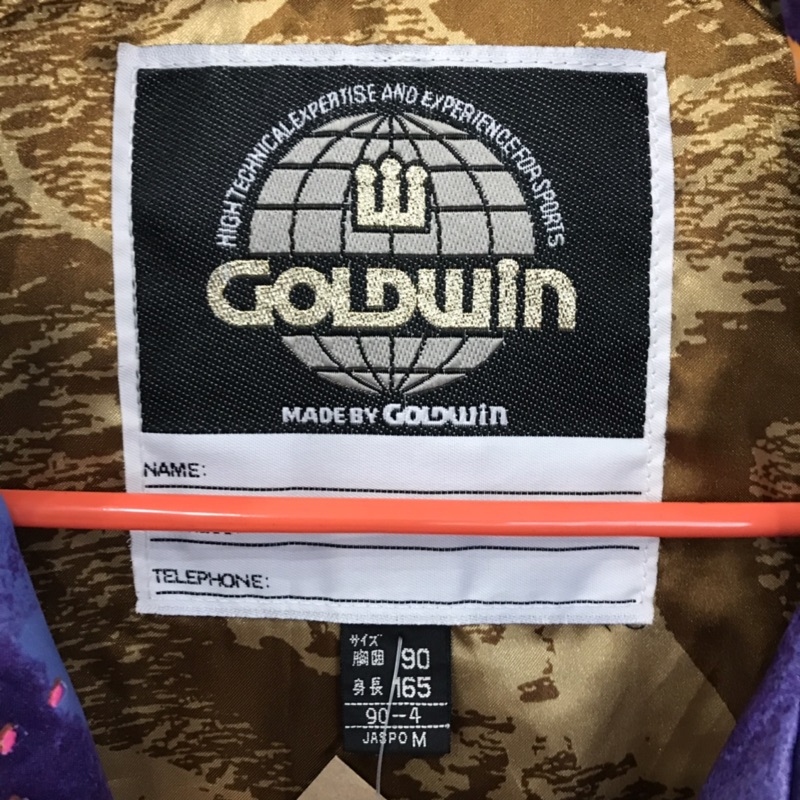 HIGH TECHNICAL EXPERTISE AND EXPERIENCE FOR SPORTS
GOLDWIN
MADE BY GOLDWIN
NAME:
TELEPHONE:
サイズ
胸囲 90
身長 165
90-4
JASPO M